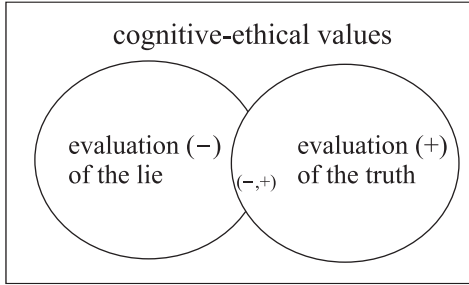 cognitive-ethical values
evaluation (−) evaluation (+)
of the lie (−,+) of the truth